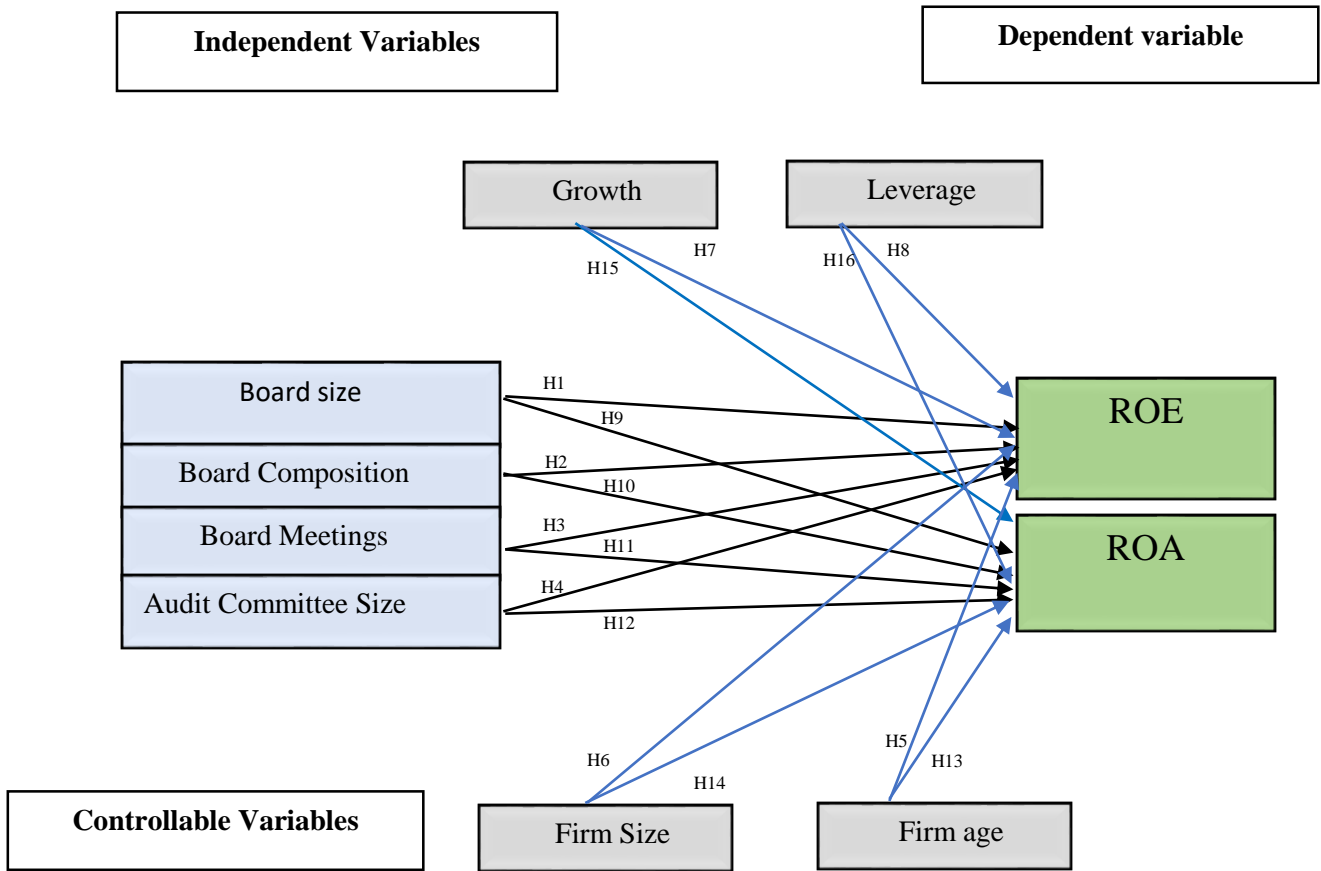 Independent Variables
Dependent variable
Growth
Leverage
H7
H8
H15
H16
Board size
H1
ROE
H9
Board Composition
H2
H10
Board Meetings
H3
ROA
H11
Audit Committee Size
H4
H12
H5
H6
H13
H14
Controllable Variables
Firm Size
Firm age